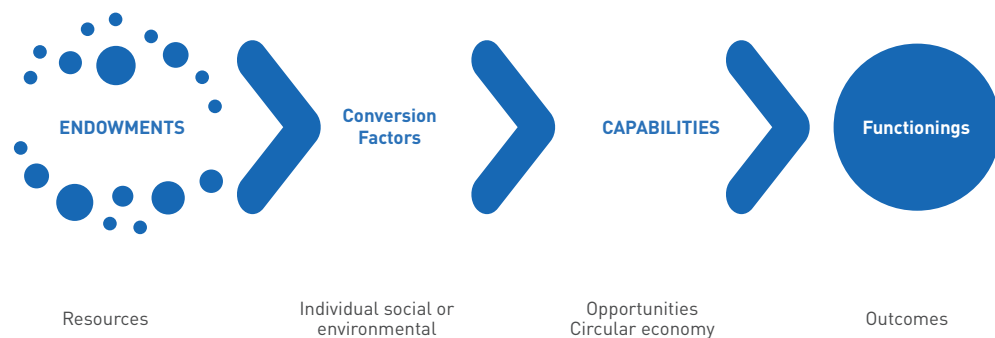 ENDOWMENTS
Conversion
Factors
CAPABILITIES
Functionings
Resources
Individual social or
environmental
Opportunities
Circular economy
Outcomes